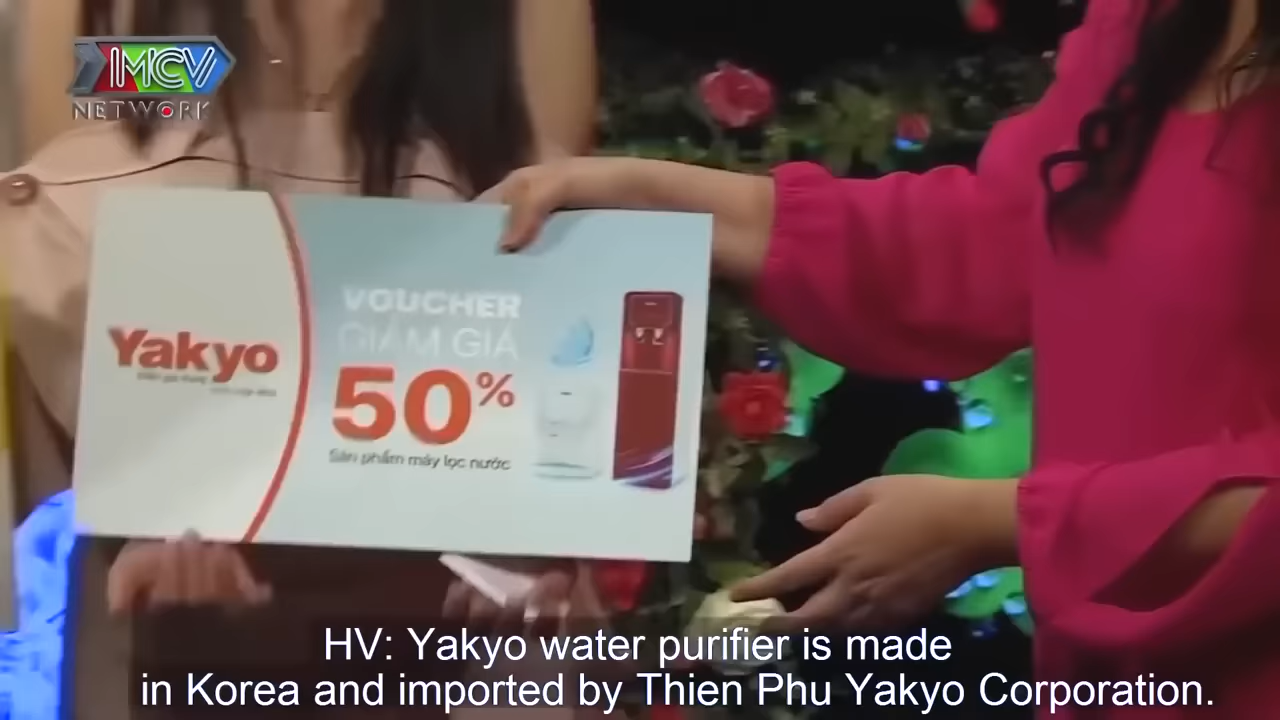 MCV
NETWORK
Yakyo
VOUCHER
GIẢM GIÁ
50%
Sản phẩm máy lọc nước
HV: Yakyo water purifier is made
in Korea and imported by Thien Phu Yakyo Corporation.